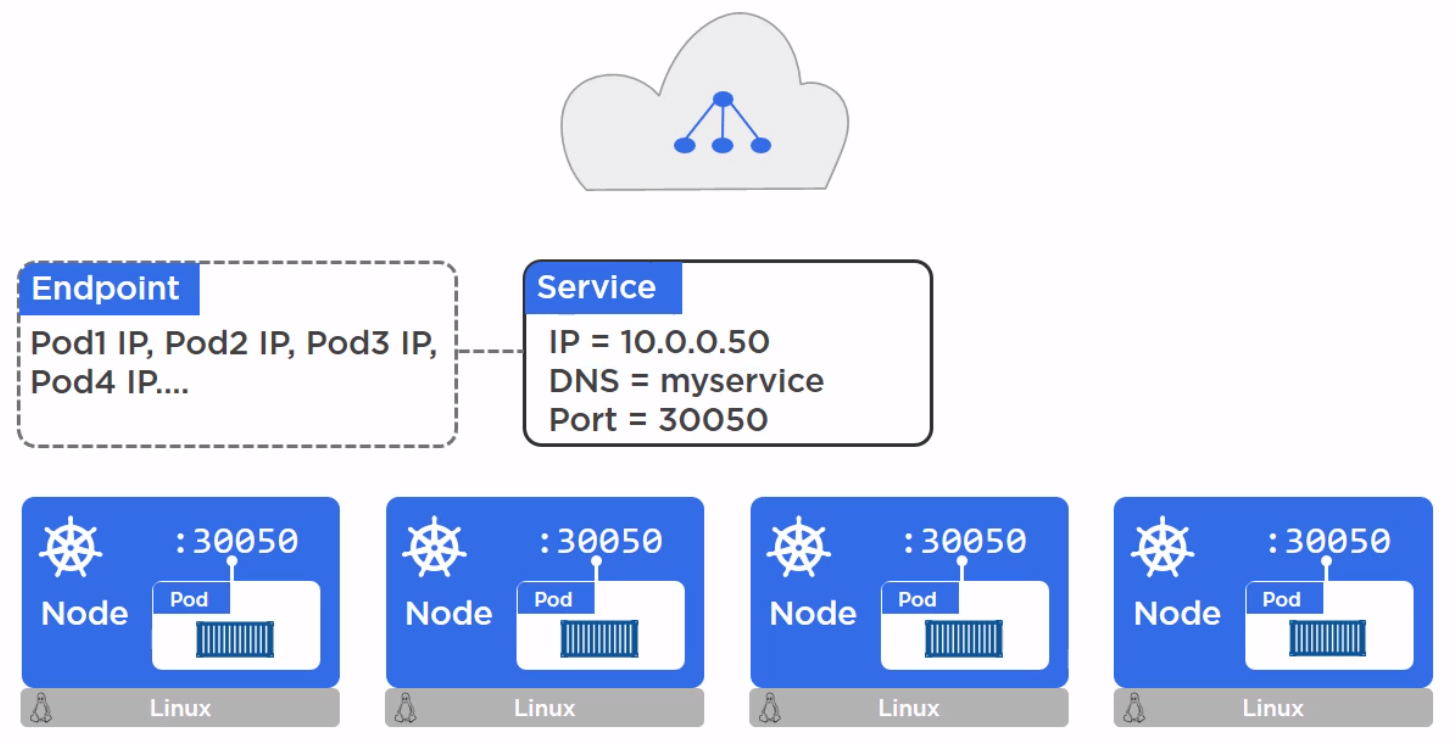 Endpoint
Pod1 IP, Pod2 IP, Pod3 IP,
Pod4 IP....
Service
IP = 10.0.0.50
DNS = myservice
Port = 30050
:30050
Node
Pod
Linux
:30050
Node
Pod
Linux
:30050
Node
Pod
Linux
:30050
Node
Pod
Linux